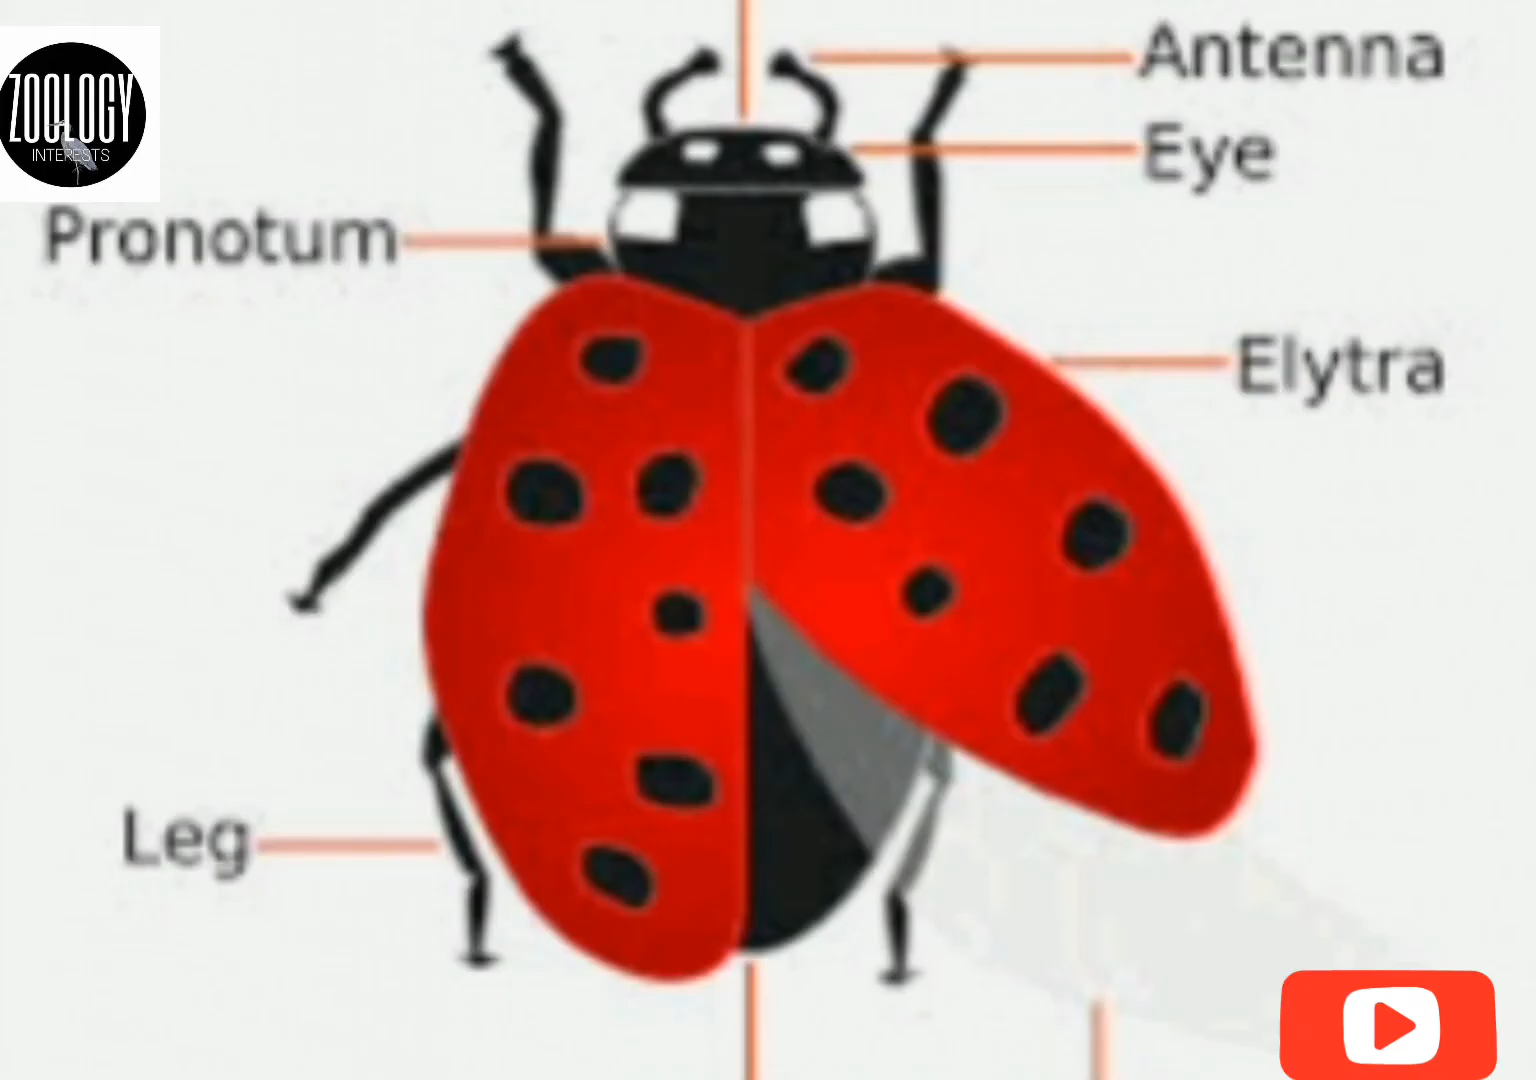 ZOOLOGY
INTERESTS
Antenna
Eye
Pronotum
Elytra
Leg